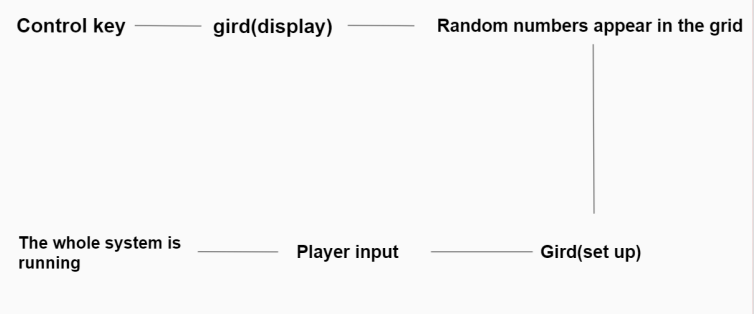 Control key
gird(display)
Random numbers appear in the grid
The whole system is
running
Player input
Gird(set up)